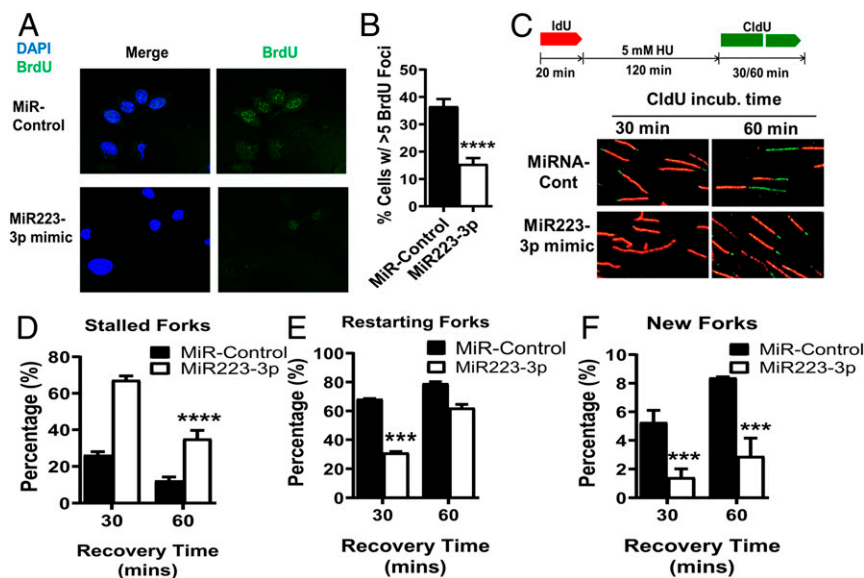 A
DAPI
BrdU
Merge
BrdU
MiR-
Control
MiR223-
3p mimic
B
% Cells w/ >5 BrdU Foci
50
40
30
20
10
0
****
MiR-Control
MiR223-3p
C
IdU
CldU
5 mM HU
20 min
120 min
30/60 min
CldU incub. time
30 min
60 min
MiRNA-
Cont
MiR223-
3p mimic
D
Stalled Forks
MiR-Control
MiR223-3p
Percentage (%)
80
60
40
20
0
****
30
60
Recovery Time
(mins)
E
Restarting Forks
MiR-Control
MiR223-3p
Percentage (%)
100
80
60
40
20
0
***
30
60
Recovery Time
(mins)
F
New Forks
MiR-Control
MiR223-3p
Percentage (%)
8
6
4
2
0
***
***
30
60
Recovery Time
(mins)